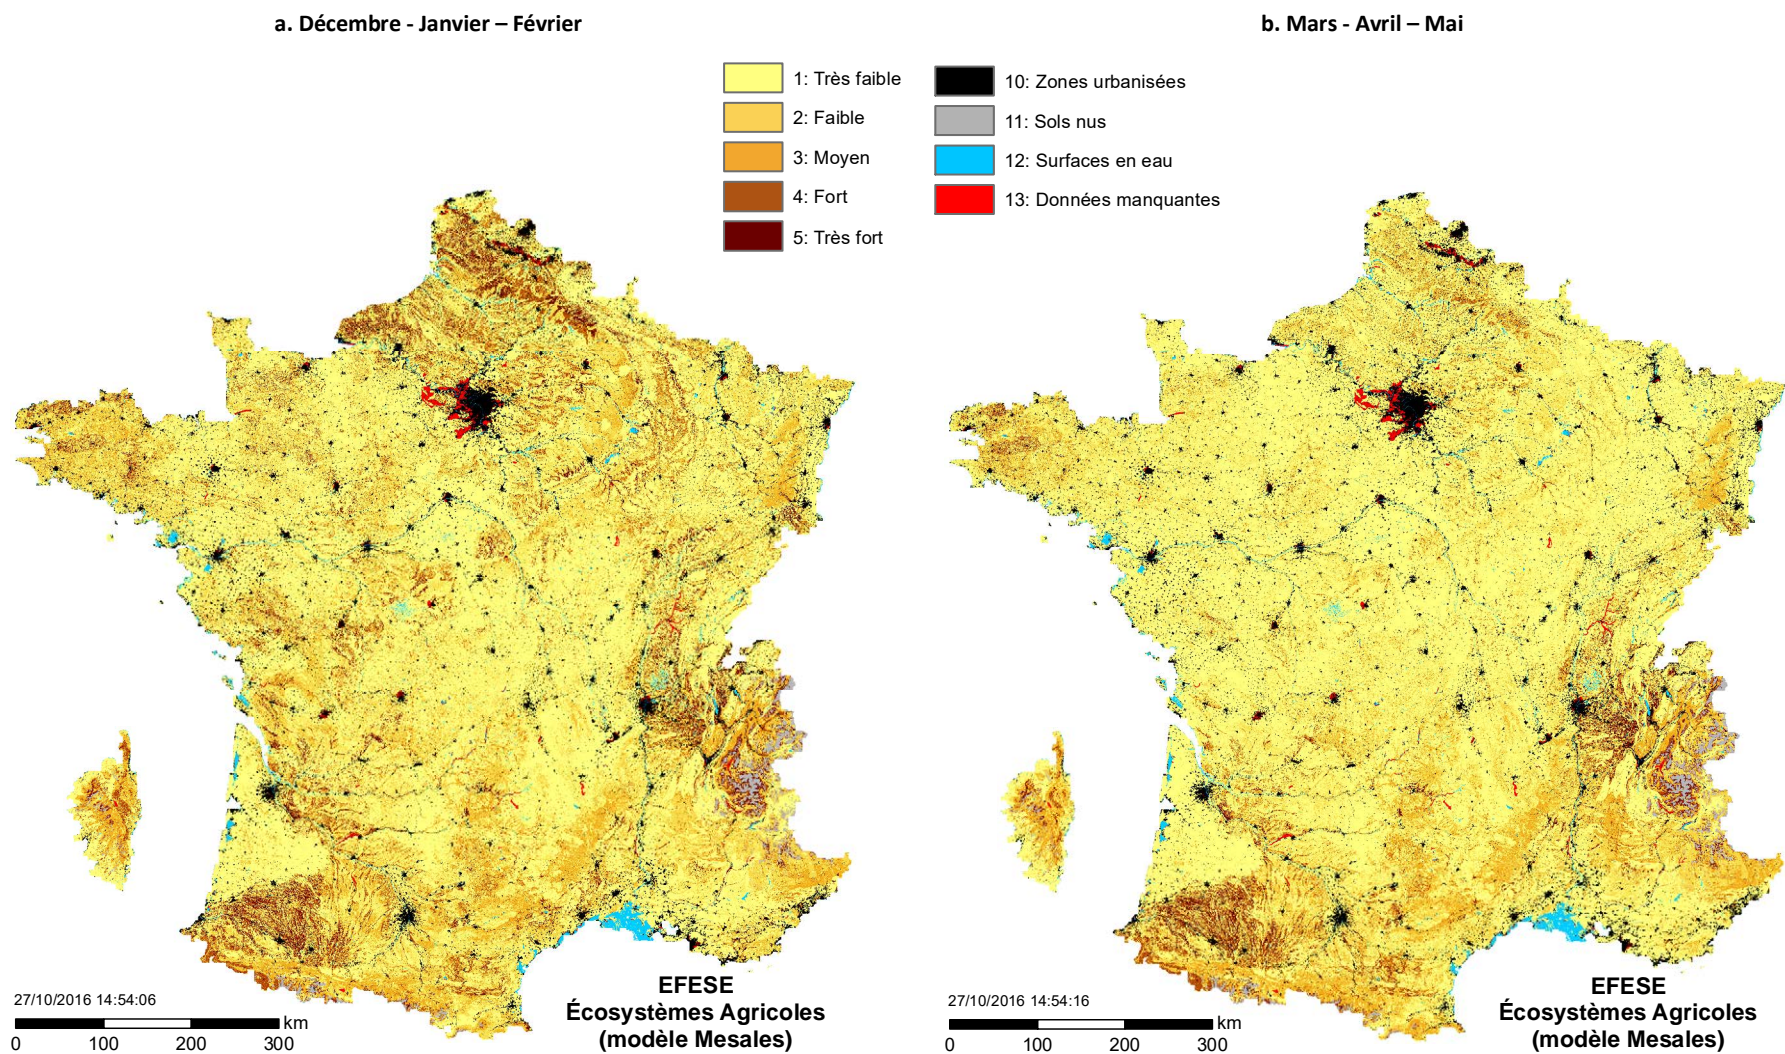 a. Décembre - Janvier – Février
b. Mars - Avril – Mai
1: Très faible
2: Faible
3: Moyen
4: Fort
5: Très fort
10: Zones urbanisées
11: Sols nus
12: Surfaces en eau
13: Données manquantes
27/10/2016 14:54:06
km
0 100 200 300
EFESE
Écosystèmes Agricoles
(modèle Mesales)
27/10/2016 14:54:16
km
0 100 200 300
EFESE
Écosystèmes Agricoles
(modèle Mesales)